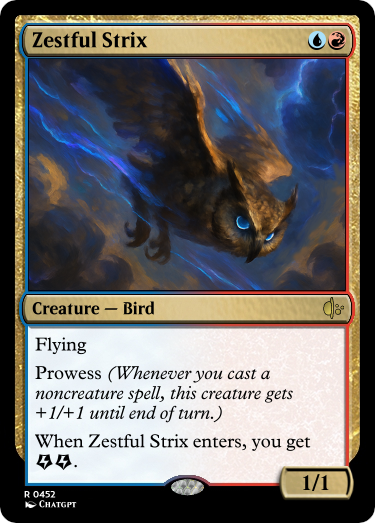 Zestful Strix
Creature — Bird
Flying
Prowess (Whenever you cast a
noncreature spell, this creature gets
+1/+1 until end of turn.)
When Zestful Strix enters, you get
.
1/1
R 0452
ChatGPT